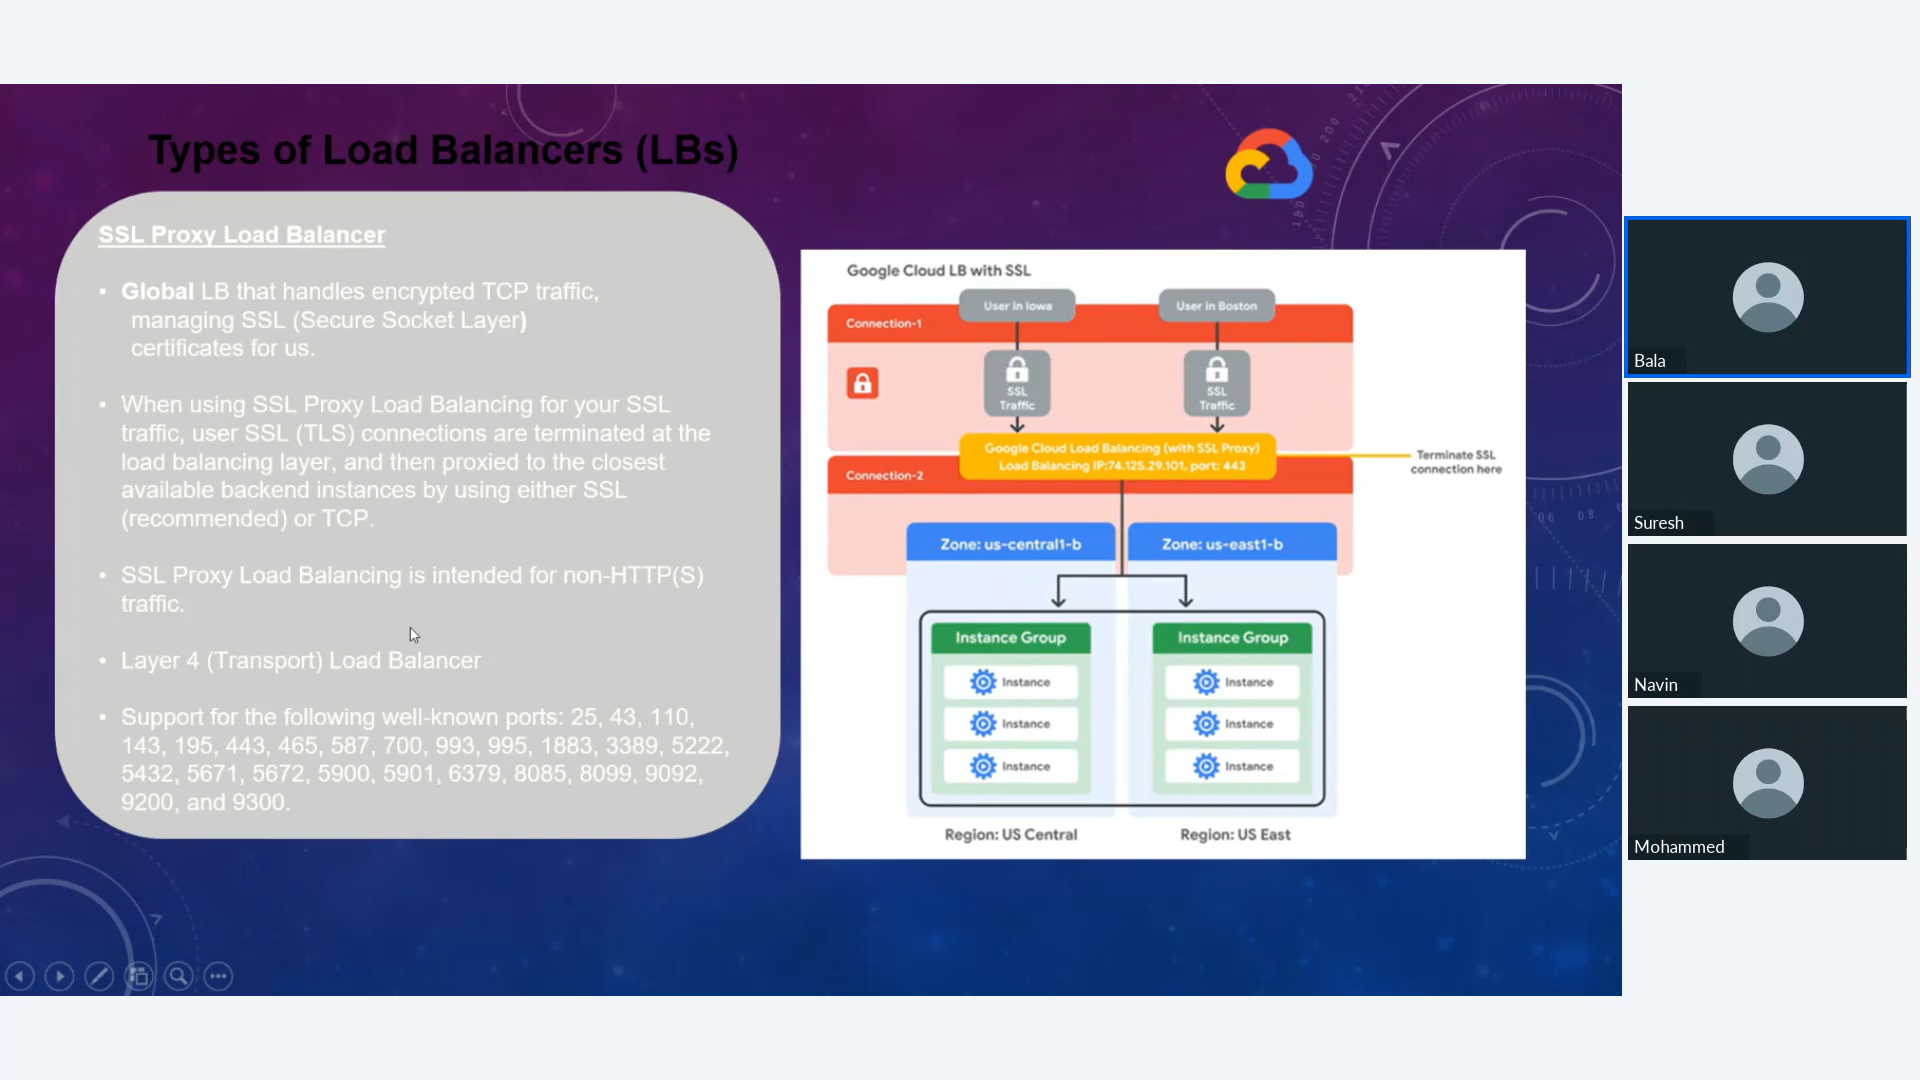 Types of Load Balancers (LBs)
SSL Proxy Load Balancer
• Global LB that handles encrypted TCP traffic,
managing SSL (Secure Socket Layer)
certificates for us.
• When using SSL Proxy Load Balancing for your SSL
traffic, user SSL (TLS) connections are terminated at the
load balancing layer, and then proxied to the closest
available backend instances by using either SSL
(recommended) or TCP.
• SSL Proxy Load Balancing is intended for non-HTTP(S)
traffic.
• Layer 4 (Transport) Load Balancer
• Support for the following well-known ports: 25, 43, 110,
143, 195, 443, 465, 587, 700, 993, 995, 1883, 3389, 5222,
5432, 5671, 5672, 5900, 5901, 6379, 8085, 8099, 9092,
9200, and 9300.
Google Cloud LB with SSL
User in Iowa
User in Boston
Connection-1
SSL
Traffic
SSL
Traffic
Google Cloud Load Balancing (with SSL Proxy)
Load Balancing IP:74.125.29.101, port: 443
Terminate SSL
connection here
Connection-2
Zone: us-central1-b
Zone: us-east1-b
Instance Group
Instance Group
Instance
Instance
Instance
Instance
Instance
Instance
Region: US Central
Region: US East
Bala
Suresh
Navin
Mohammed